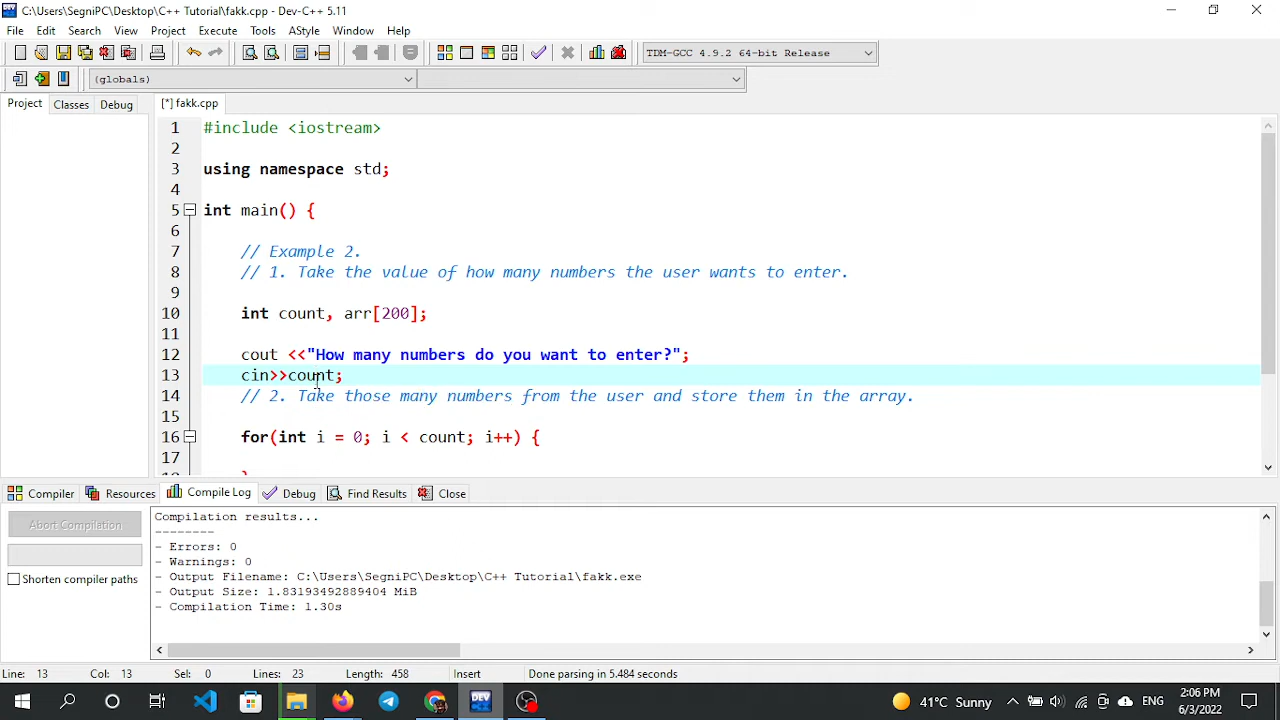 C:\Users\SegniPC\Desktop\C++ Tutorial\fakk.cpp - Dev-C++ 5.11
File Edit Search View Project Execute Tools AStyle Window Help
TDM-GCC 4.9.2 64-bit Release
(globals)
Project Classes Debug [*] fakk.cpp
1 #include <iostream>
2
3 using namespace std;
4
5 int main() {
6
7 // Example 2.
8 // 1. Take the value of how many numbers the user wants to enter.
9
10 int count, arr[200];
11
12 cout <<"How many numbers do you want to enter?";
13 cin>>count;
14 // 2. Take those many numbers from the user and store them in the array.
15
16 for(int i = 0; i < count; i++) {
17
Compiler Resources Compile Log Debug Find Results Close
Abort Compilation
Shorten compiler paths
Compilation results...
--------
- Errors: 0
- Warnings: 0
- Output Filename: C:\Users\SegniPC\Desktop\C++ Tutorial\fakk.exe
- Output Size: 1.83193492889404 MiB
- Compilation Time: 1.30s
Line: 13 Col: 13 Sel: 0 Lines: 23 Length: 458 Insert Done parsing in 5.484 seconds
DEV
41°C Sunny ENG 2:06 PM
6/3/2022